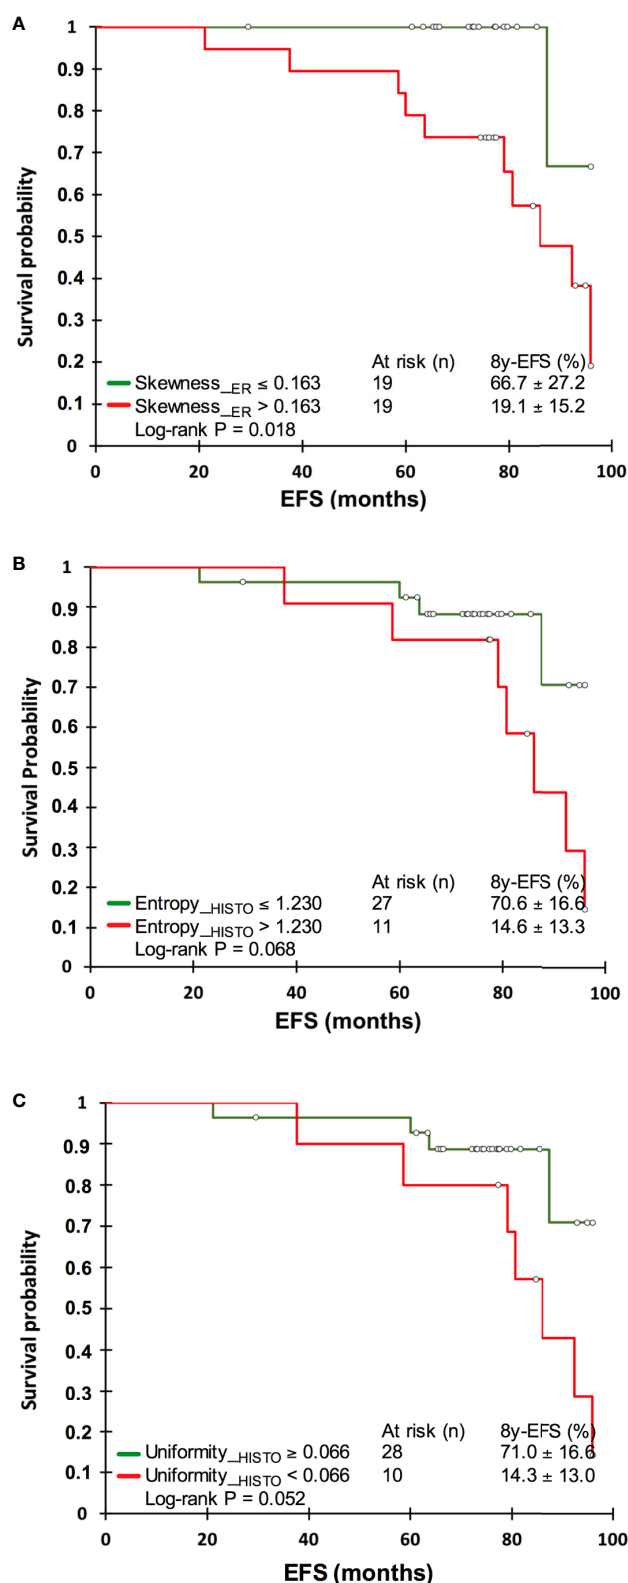 A
Survival probability
1
0.9
0.8
0.7
0.6
0.5
0.4
0.3
0.2
0.1
0
At risk (n) 8y-EFS (%)
Skewness_ER ≤ 0.163 19 66.7 ± 27.2
Skewness_ER > 0.163 19 19.1 ± 15.2
Log-rank P = 0.018
0 20 40 60 80 100
EFS (months)
B
Survival Probability
1
0.9
0.8
0.7
0.6
0.5
0.4
0.3
0.2
0.1
0
At risk (n) 8y-EFS (%)
Entropy_HISTO ≤ 1.230 27 70.6 ± 16.6
Entropy_HISTO > 1.230 11 14.6 ± 13.3
Log-rank P = 0.068
0 20 40 60 80 100
EFS (months)
C
Survival probability
1
0.9
0.8
0.7
0.6
0.5
0.4
0.3
0.2
0.1
0
At risk (n) 8y-EFS (%)
Uniformity_HISTO ≥ 0.066 28 71.0 ± 16.6
Uniformity_HISTO < 0.066 10 14.3 ± 13.0
Log-rank P = 0.052
0 20 40 60 80 100
EFS (months)